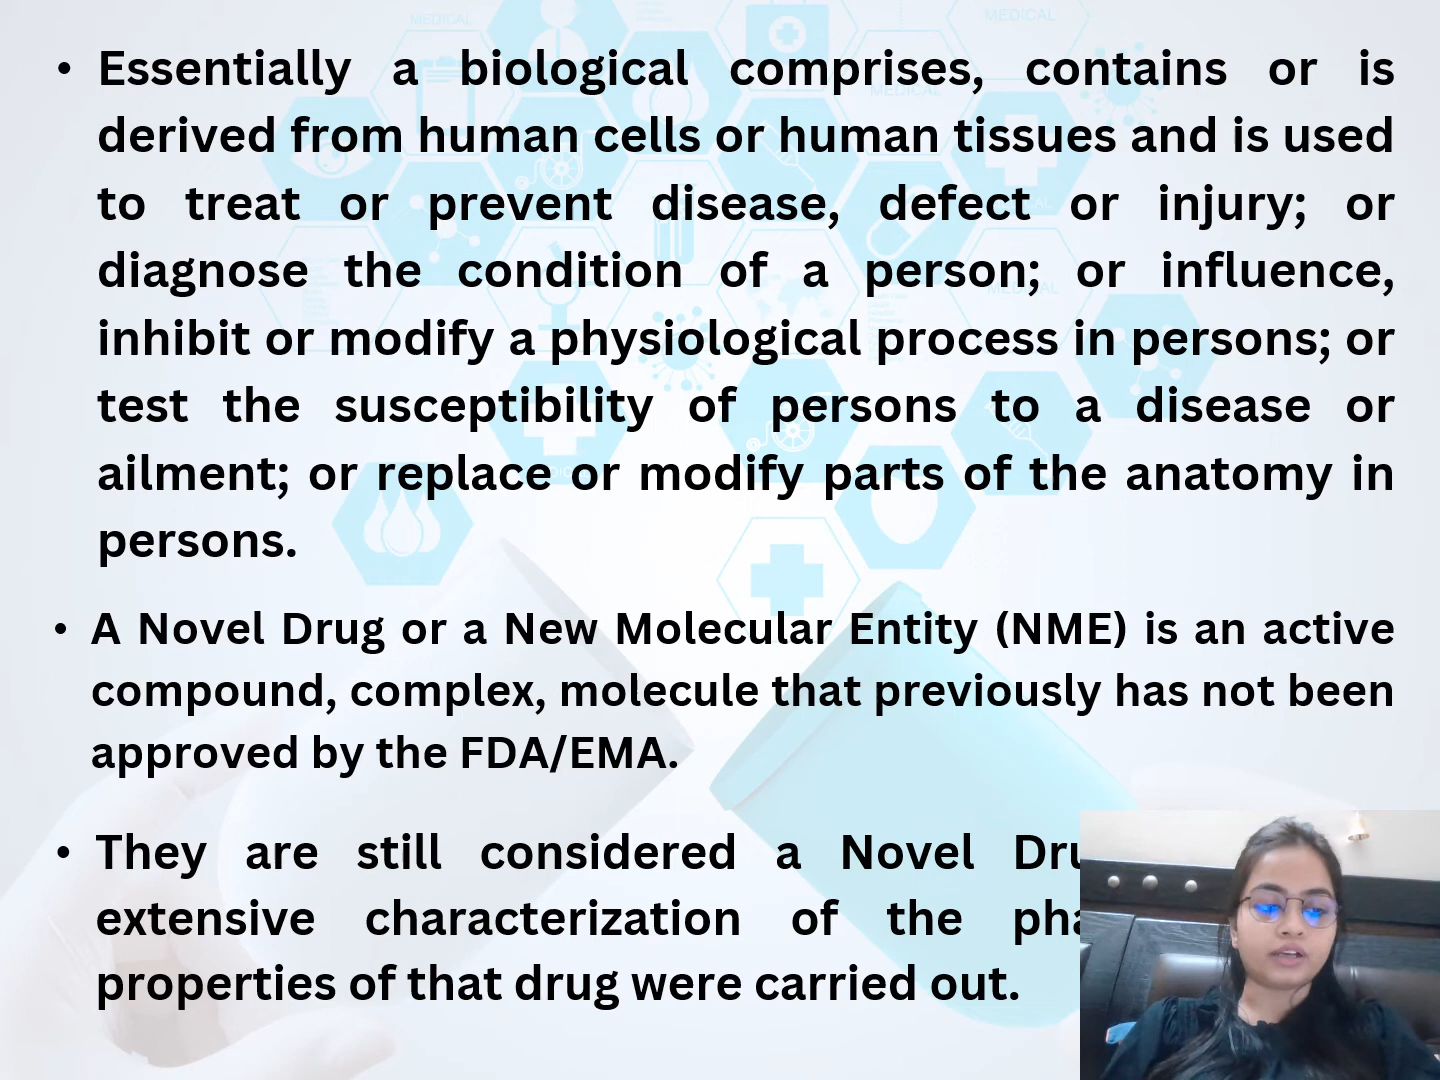 MEDICAL
MEDICAL
• Essentially a biological comprises, contains or is
derived from human cells or human tissues and is used
to treat or prevent disease, defect or injury; or
diagnose the condition of a person; or influence,
inhibit or modify a physiological process in persons; or
test the susceptibility of persons to a disease or
ailment; or replace or modify parts of the anatomy in
persons.
• A Novel Drug or a New Molecular Entity (NME) is an active
compound, complex, molecule that previously has not been
approved by the FDA/EMA.
• They are still considered a Novel
extensive characterization of the
properties of that drug were carried out.